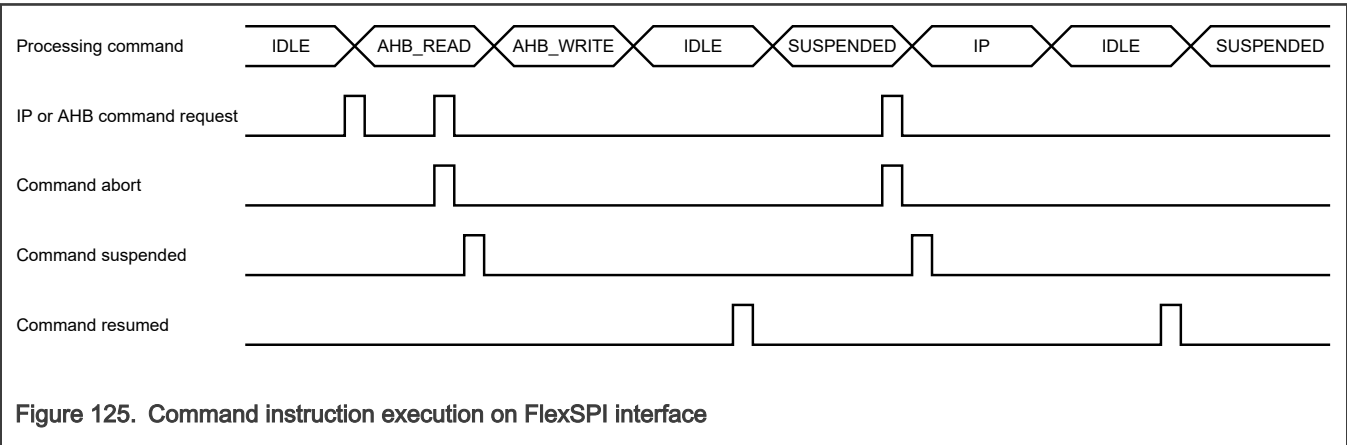 Processing command IDLE AHB_READ AHB_WRITE IDLE SUSPENDED IP IDLE SUSPENDED
IP or AHB command request
Command abort
Command suspended
Command resumed
Figure 125. Command instruction execution on FlexSPI interface